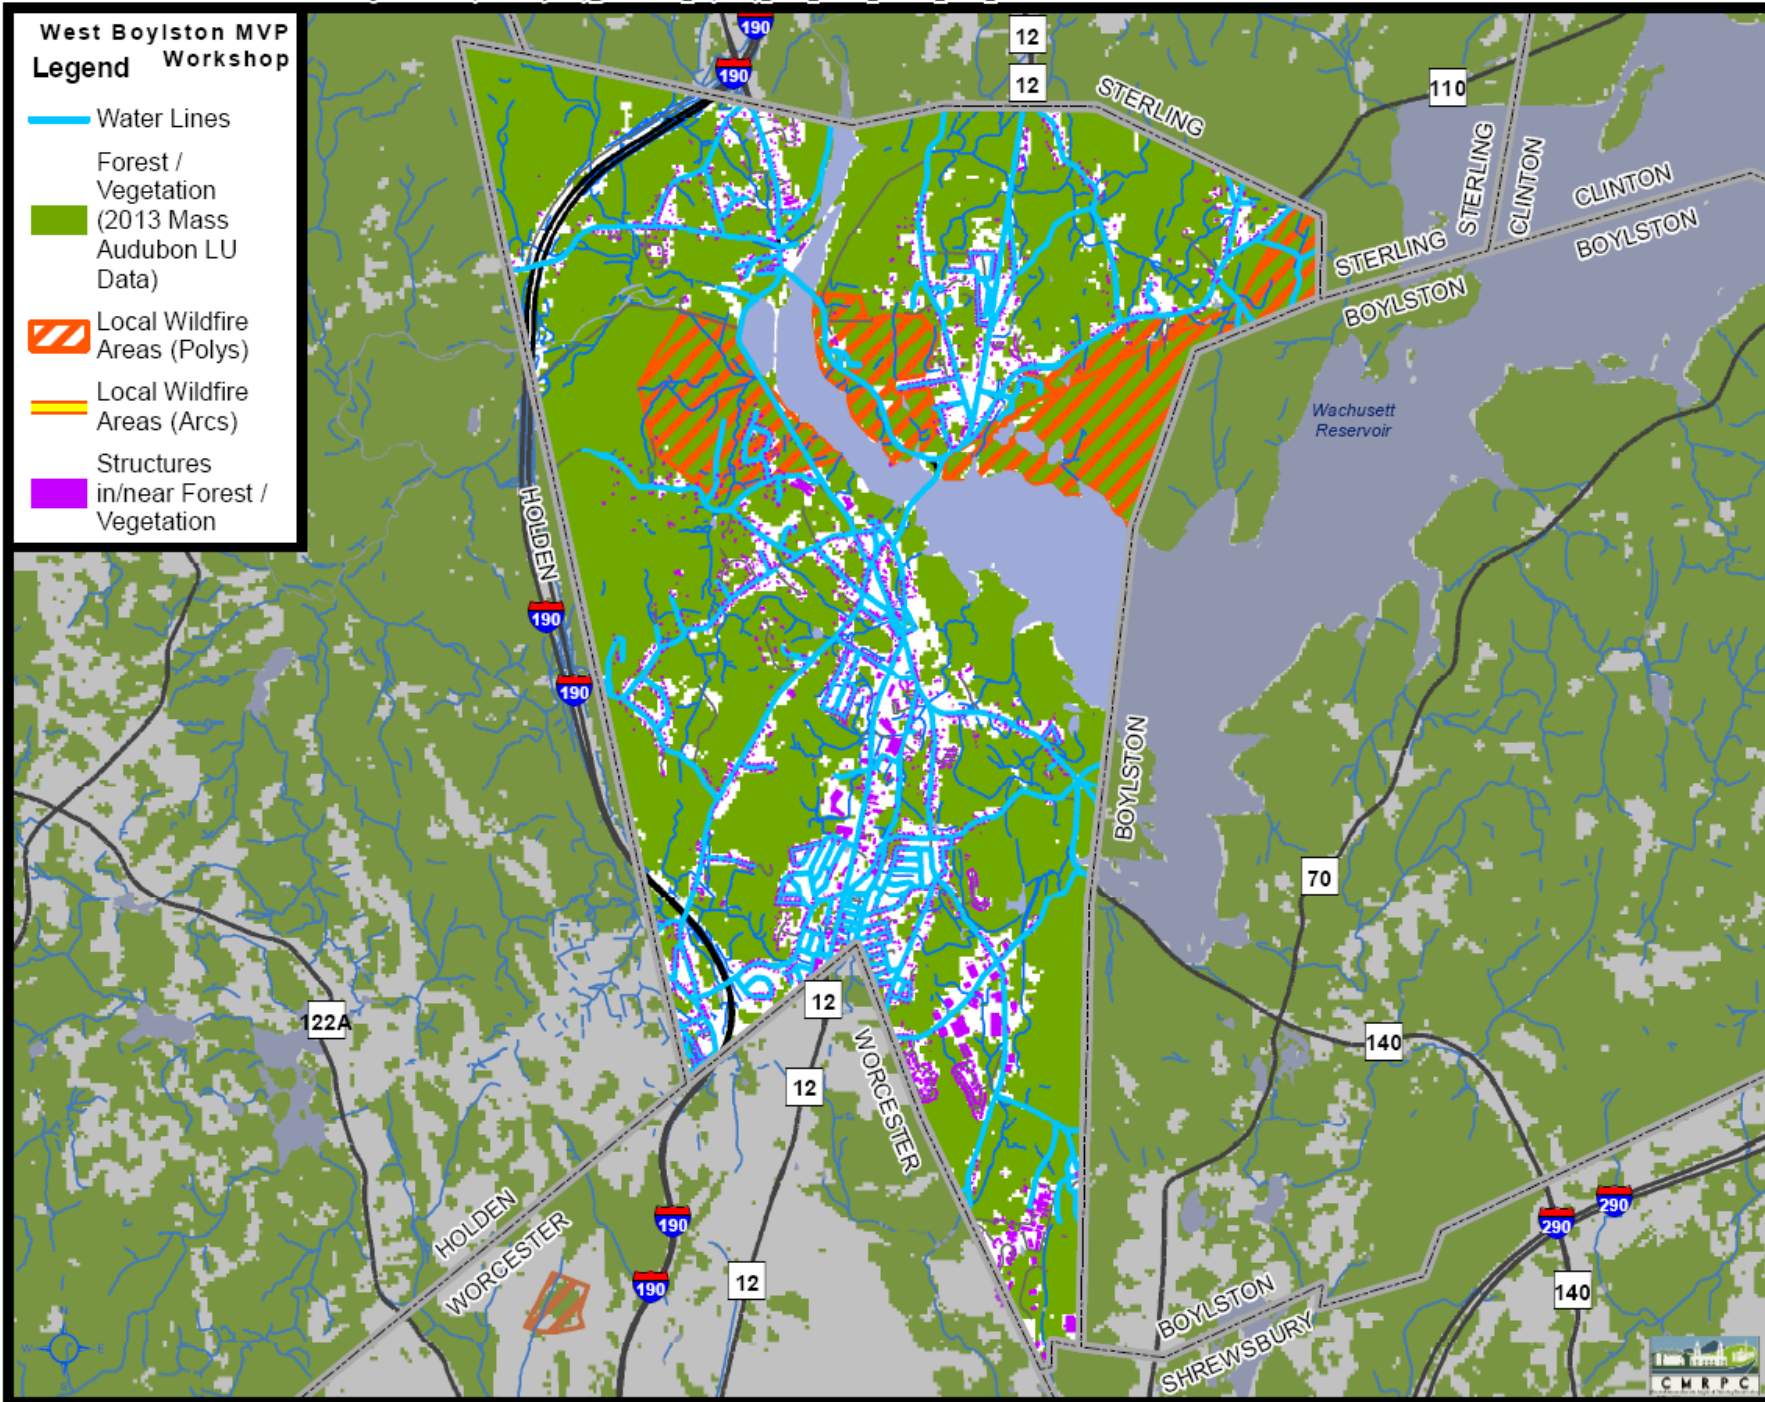 West Boylston MVP
Workshop
Legend
Water Lines
Forest /
Vegetation
(2013 Mass
Audubon LU
Data)
Local Wildfire
Areas (Polys)
Local Wildfire
Areas (Arcs)
Structures
in/near Forest /
Vegetation
190
190
12
12
110
STERLING
STERLING
CLINTON
CLINTON
BOYLSTON
STERLING
BOYLSTON
Wachusett
Reservoir
HOLDEN
190
190
BOYLSTON
70
122A
12
12
WORCESTER
140
HOLDEN
WORCESTER
190
190
12
290
290
140
BOYLSTON
SHREWSBURY
N
W
E
S
CMRPC